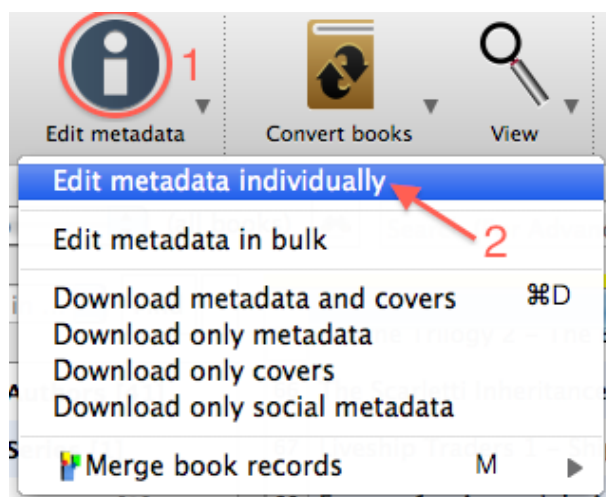 1
Edit metadata
Convert books
View
Edit metadata individually
2
Edit metadata in bulk
Download metadata and covers ⌘D
Download only metadata
Download only covers
Download only social metadata
Merge book records M